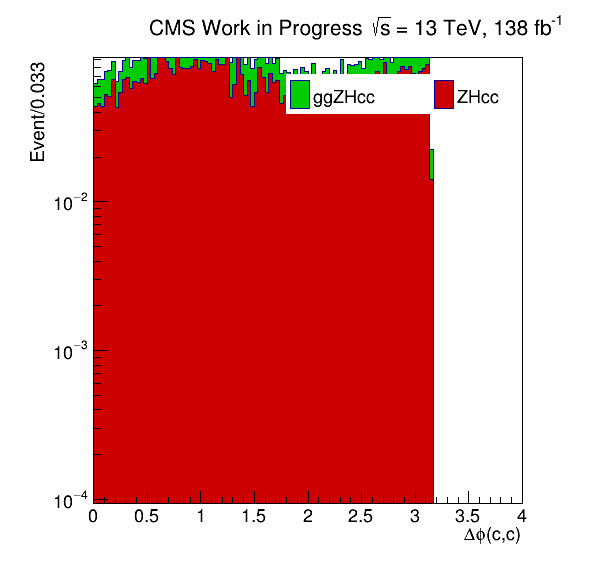 CMS Work in Progress √s = 13 TeV, 138 fb⁻¹
Event/0.033
ggZHcc ZHcc
10⁻²
10⁻³
10⁻⁴
0 0.5 1 1.5 2 2.5 3 3.5 4
Δϕ(c,c)